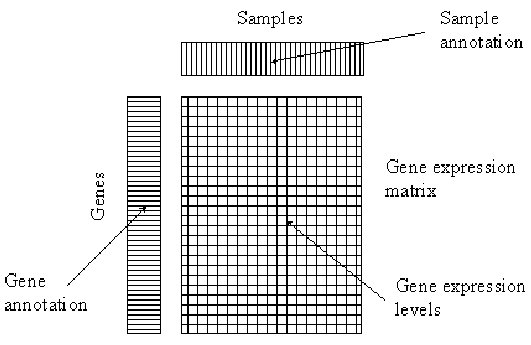 Samples
Sample
annotation
Genes
Gene expression
matrix
Gene
annotation
Gene expression
levels